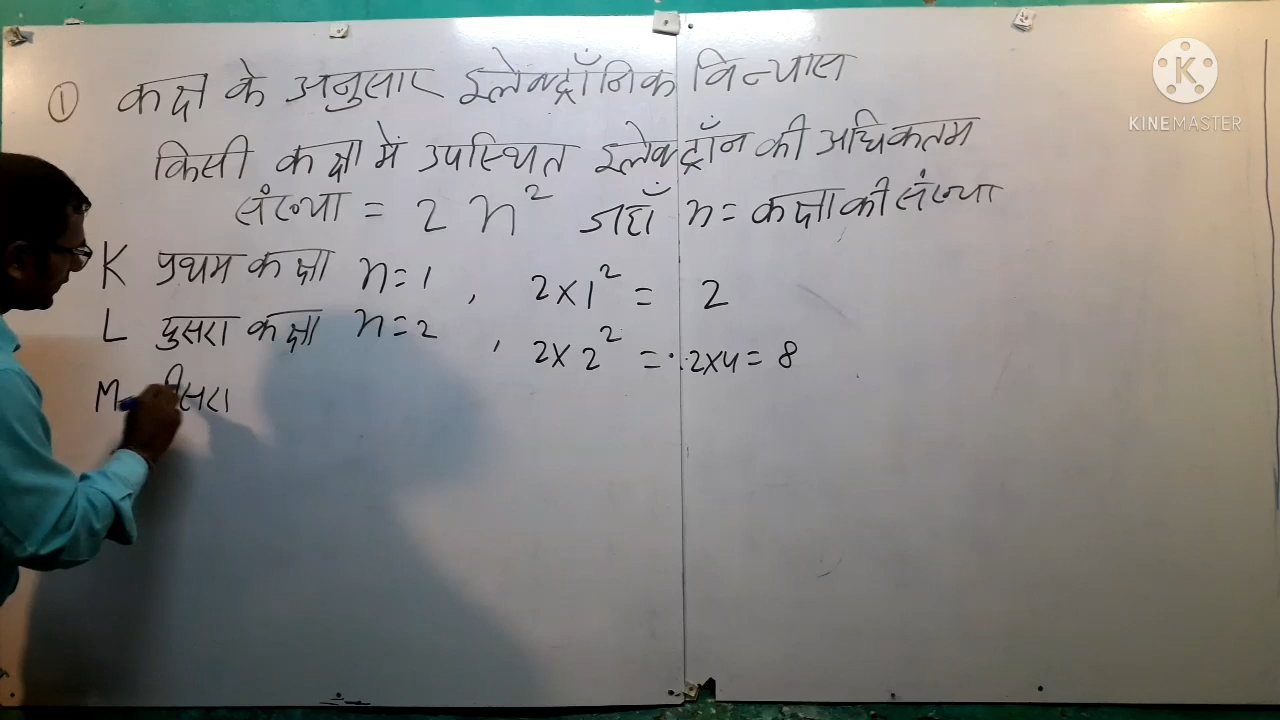 ① कक्ष के अनुसार इलेक्ट्रॉनिक विन्यास
किसी कक्षा में उपस्थित इलेक्ट्रॉन की अधिकतम
संख्या = 2 n² जहाँ n = कक्षा की संख्या
K प्रथम कक्षा n = 1 , 2 × 1² = 2
L दुसरा कक्षा n = 2 , 2 × 2² = 2 × 4 = 8
M
K
KINEMASTER